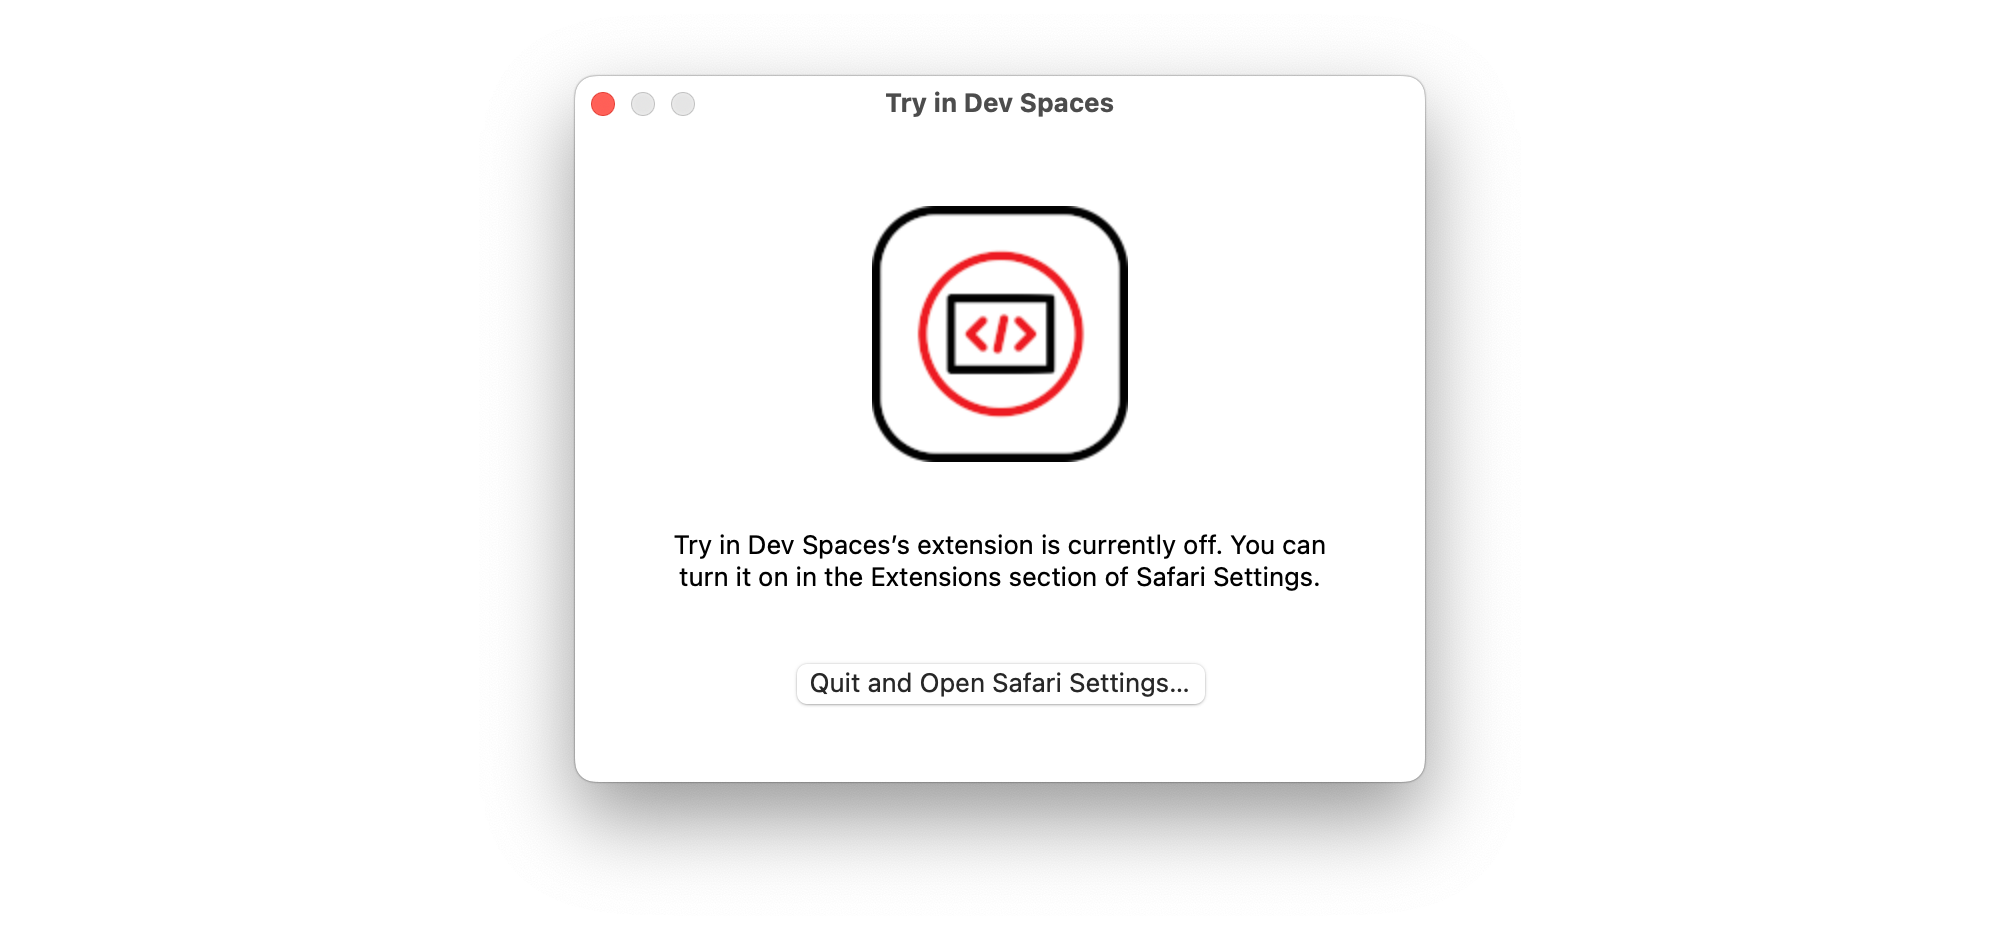 Try in Dev Spaces
</>
Try in Dev Spaces’s extension is currently off. You can
turn it on in the Extensions section of Safari Settings.
Quit and Open Safari Settings...